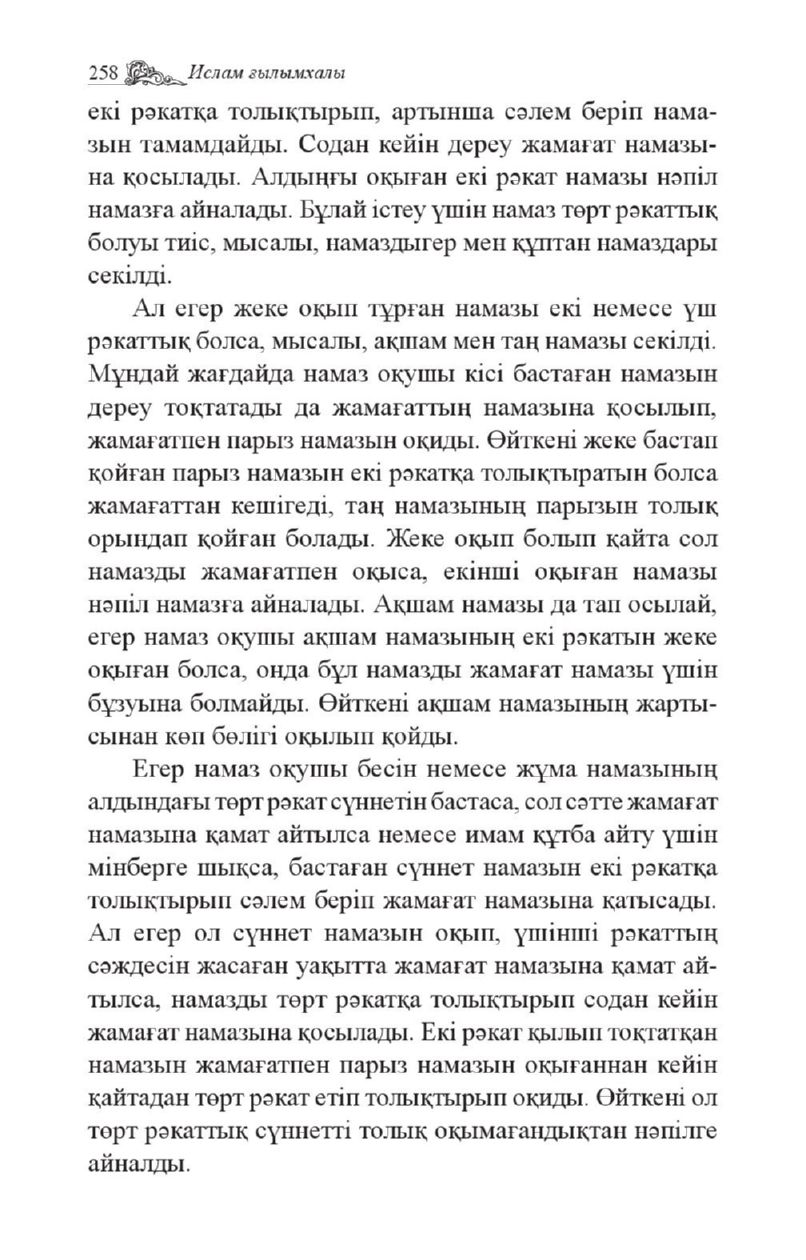 258 Ислам ғылымхалы
екі рәкатқа толықтырып, артынша сәлем беріп нама-
зын тамамдайды. Содан кейін дереу жамағат намазы-
на қосылады. Алдыңғы оқыған екі рәкат намазы нәпіл
намазға айналады. Бұлай істеу үшін намаз төрт рәкаттық
болуы тиіс, мысалы, намаздыгер мен құптан намаздары
секілді.
Ал егер жеке оқып тұрған намазы екі немесе үш
рәкаттық болса, мысалы, ақшам мен таң намазы секілді.
Мұндай жағдайда намаз оқушы кісі бастаған намазын
дереу тоқтатады да жамағаттың намазына қосылып,
жамағатпен парыз намазын оқиды. Өйткені жеке бастап
қойған парыз намазын екі рәкатқа толықтыратын болса
жамағаттан кешігеді, таң намазының парызын толық
орындап қойған болады. Жеке оқып болып қайта сол
намазды жамағатпен оқыса, екінші оқыған намазы
нәпіл намазға айналады. Ақшам намазы да тап осылай,
егер намаз оқушы ақшам намазының екі рәкатын жеке
оқыған болса, онда бұл намазды жамағат намазы үшін
бұзуына болмайды. Өйткені ақшам намазының жарты-
сынан көп бөлігі оқылып қойды.
Егер намаз оқушы бесін немесе жұма намазының
алдындағы төрт рәкат сүннетін бастаса, сол сәтте жамағат
намазына қамат айтылса немесе имам құтба айту үшін
мінберге шықса, бастаған сүннет намазын екі рәкатқа
толықтырып сәлем беріп жамағат намазына қатысады.
Ал егер ол сүннет намазын оқып, үшінші рәкаттың
сәждесін жасаған уақытта жамағат намазына қамат ай-
тылса, намазды төрт рәкатқа толықтырып содан кейін
жамағат намазына қосылады. Екі рәкат қылып тоқтатқан
намазын жамағатпен парыз намазын оқығаннан кейін
қайтадан төрт рәкат етіп толықтырып оқиды. Өйткені ол
төрт рәкаттық сүннетті толық оқымағандықтан нәпілге
айналды.